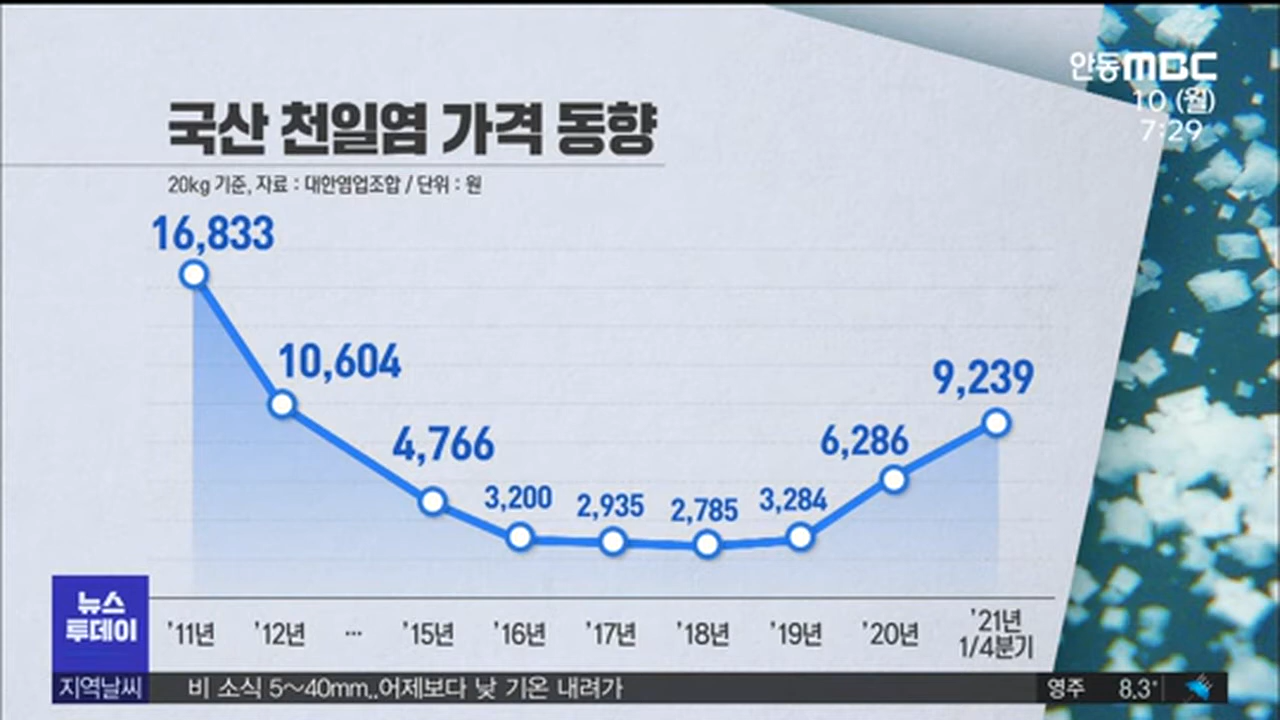 안동MBC
10 (월)
7:29
국산 천일염 가격 동향
20kg 기준, 자료 : 대한염업조합 / 단위 : 원
16,833
10,604
4,766
3,200
2,935
2,785
3,284
6,286
9,239
'11년 '12년 ... '15년 '16년 '17년 '18년 '19년 '20년 '21년
1/4분기
뉴스
투데이
지역날씨 비 소식 5~40mm..어제보다 낮 기온 내려가 영주 8.3°